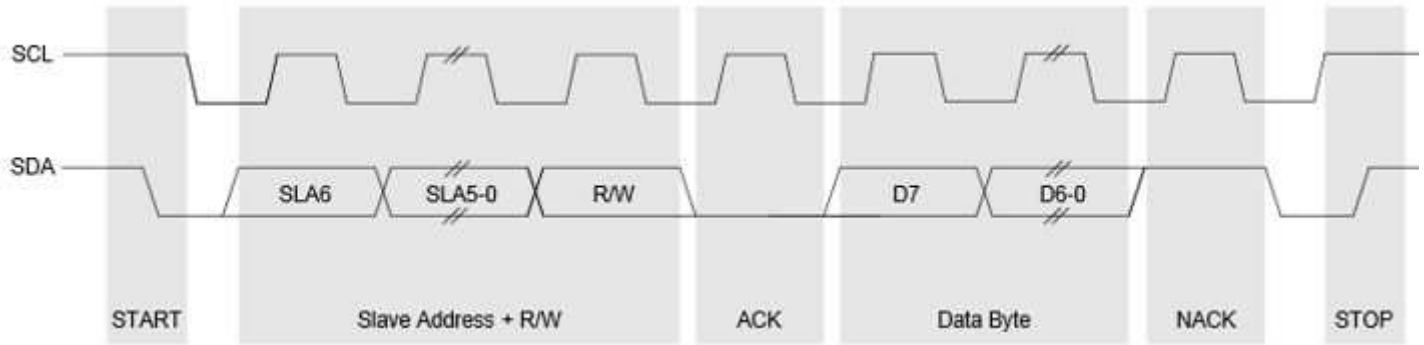 SCL
SDA
SLA6 SLA5-0 R/W D7 D6-0
START Slave Address + R/W ACK Data Byte NACK STOP